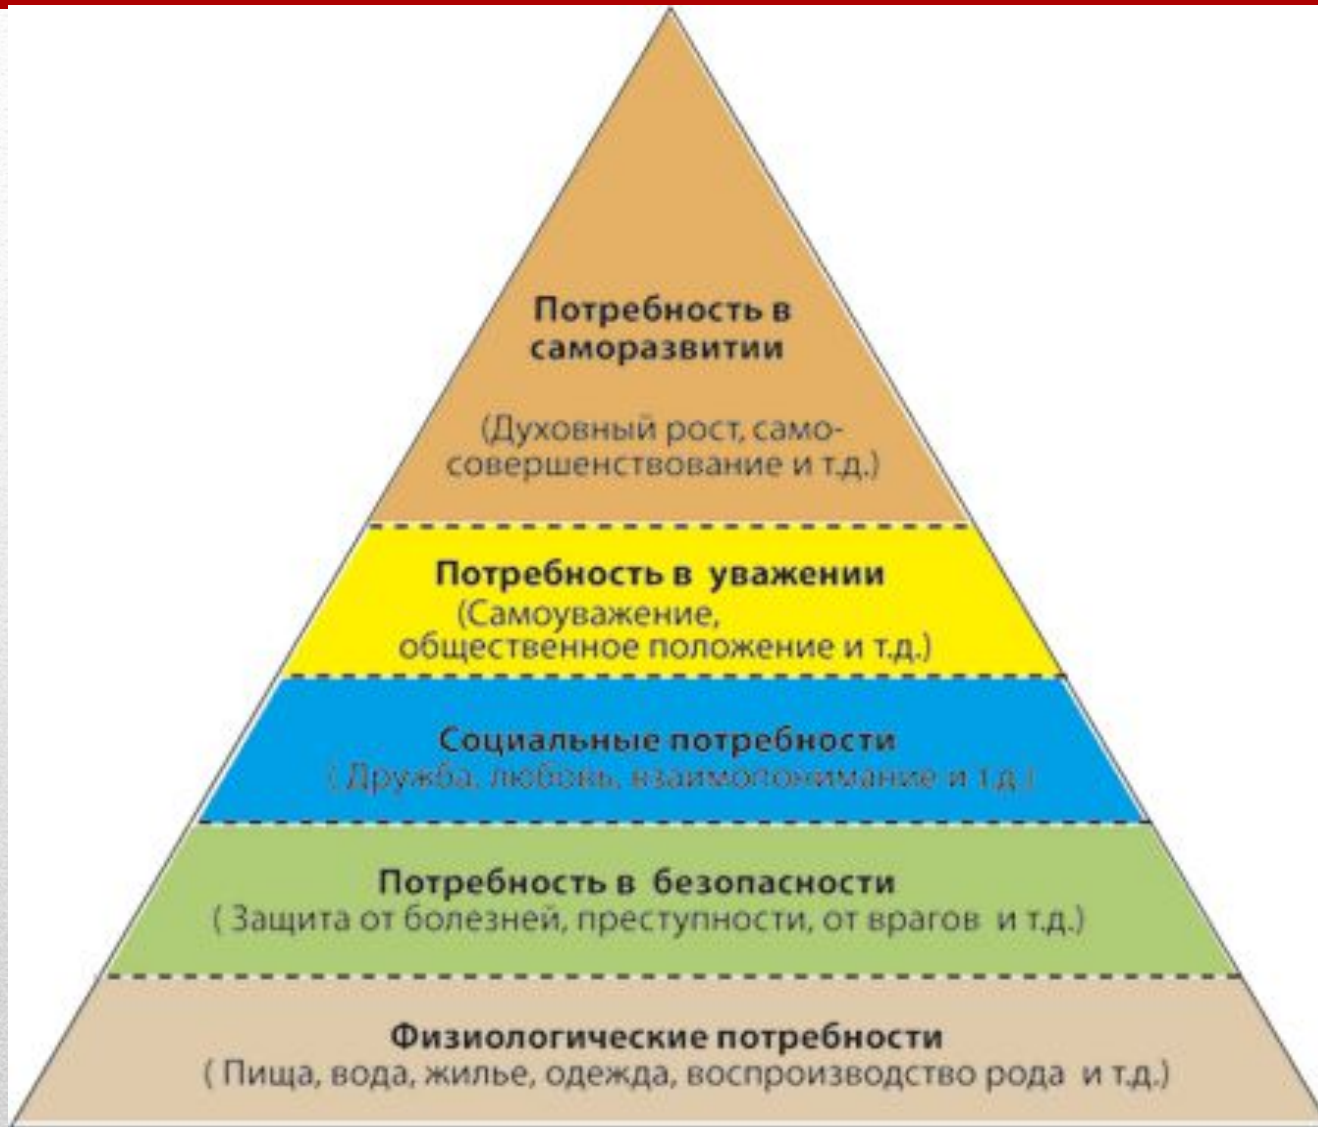 Потребность в
саморазвитии
(Духовный рост, само-
совершенствование и т.д.)
Потребность в уважении
(Самоуважение,
общественное положение и т.д.)
Социальные потребности
( Дружба, любовь, взаимопонимание и т.д.)
Потребность в безопасности
( Защита от болезней, преступности, от врагов и т.д.)
Физиологические потребности
( Пища, вода, жилье, одежда, воспроизводство рода и т.д.)